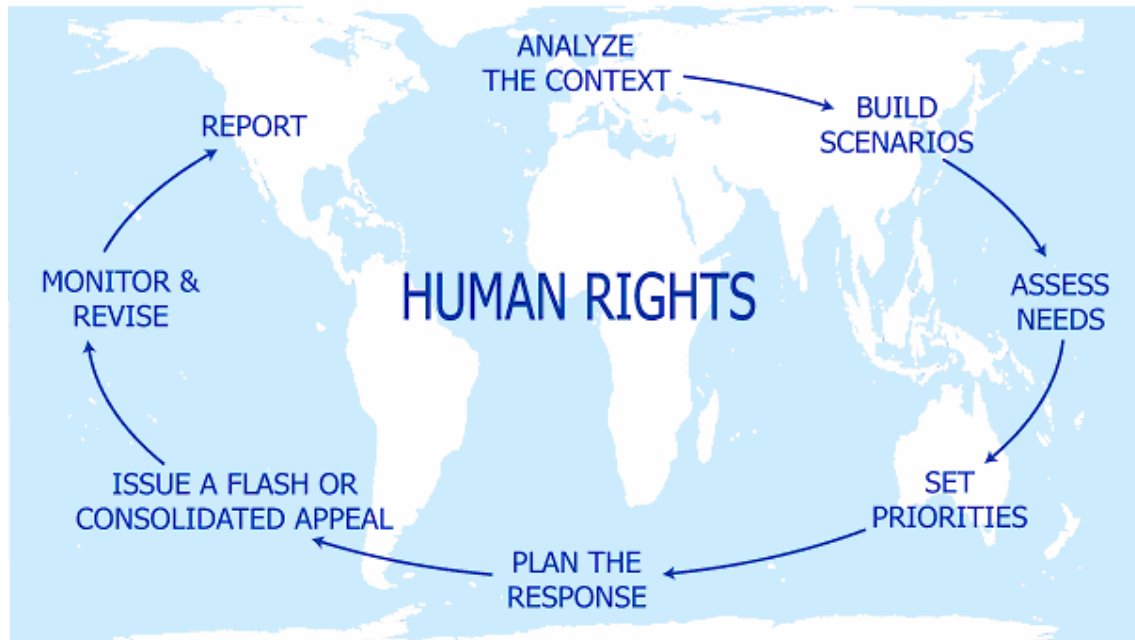 ANALYZE
THE CONTEXT
BUILD
SCENARIOS
ASSESS
NEEDS
SET
PRIORITIES
PLAN THE
RESPONSE
ISSUE A FLASH OR
CONSOLIDATED APPEAL
MONITOR &
REVISE
REPORT
HUMAN RIGHTS